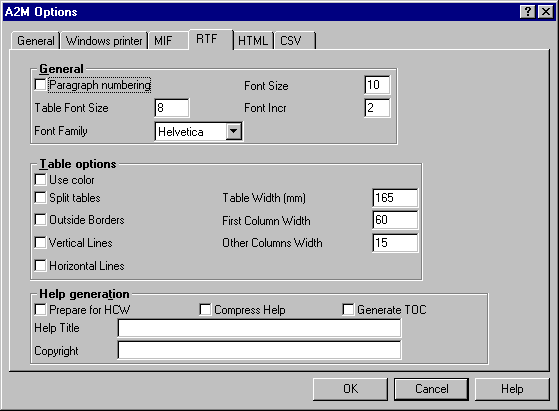 A2M Options
General Windows printer MIF RTF HTML CSV
General
Paragraph numbering Font Size 10
Table Font Size 8 Font Incr 2
Font Family Helvetica
Table options
Use color
Split tables Table Width (mm) 165
Outside Borders First Column Width 60
Vertical Lines Other Columns Width 15
Horizontal Lines
Help generation
Prepare for HCW Compress Help Generate TOC
Help Title
Copyright
OK Cancel Help